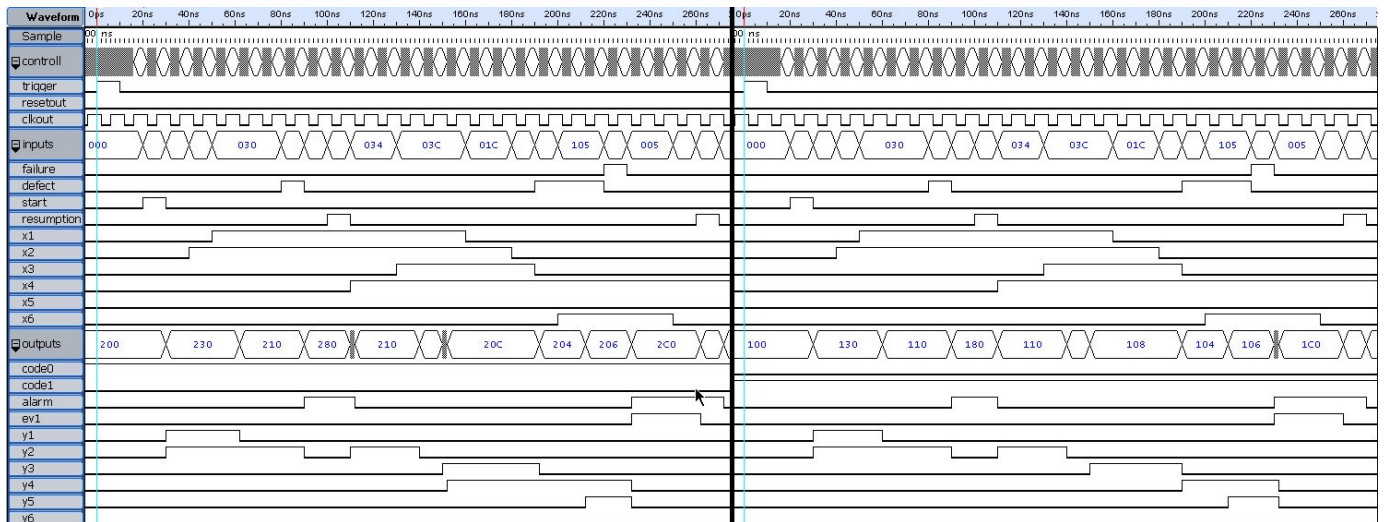 Waveform 0ps 20ns 40ns 60ns 80ns 100ns 120ns 140ns 160ns 180ns 200ns 220ns 240ns 260ns 0ps 20ns 40ns 60ns 80ns 100ns 120ns 140ns 160ns 180ns 200ns 220ns 240ns 260ns
Sample 00 ns 00 ns
controll
trigger
resetout
clkout
inputs 000 030 034 03C 01C 105 005 000 030 034 03C 01C 105 005
failure
defect
start
resumption
x1
x2
x3
x4
x5
x6
outputs 200 230 210 280 210 20C 204 206 2C0 100 130 110 180 110 108 104 106 1C0
code0
code1
alarm
ev1
y1
y2
y3
y4
y5
y6